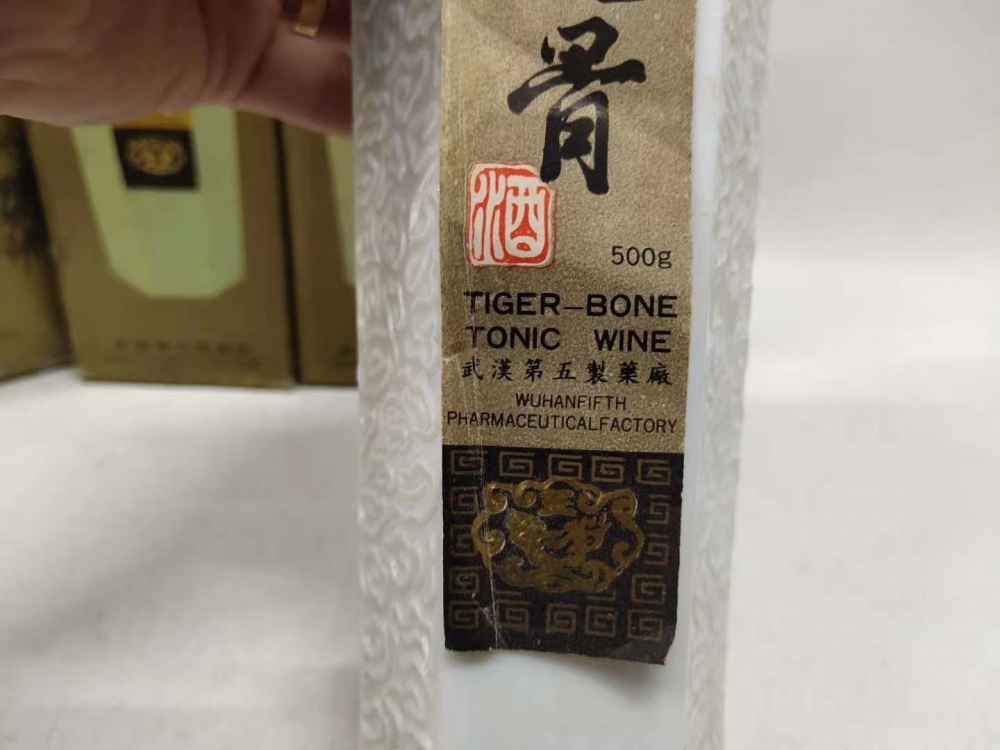 骨
酒
500g
TIGER—BONE
TONIC WINE
武漢第五製藥廠
WUHANFIFTH
PHARMACEUTICALFACTORY